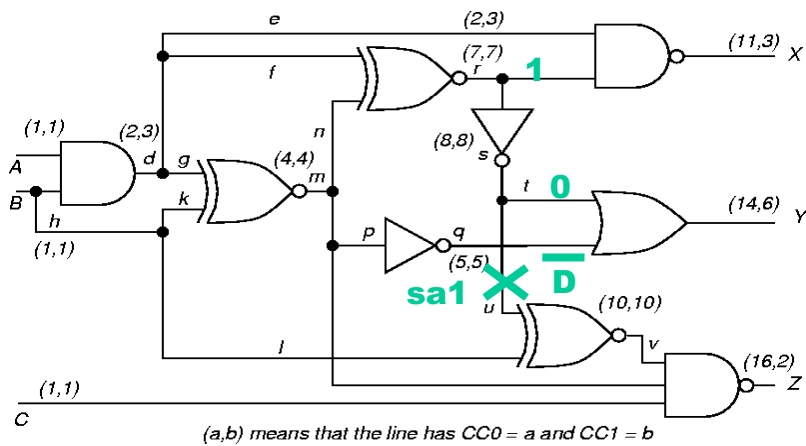 e
(2,3)
(11,3)
X
f
(7,7)
r
1
(1,1)
(2,3)
n
(8,8)
A
d
g
(4,4)
s
m
t
0
(14,6)
Y
B
h
k
(1,1)
p
q
(5,5)
D
sa1
u
(10,10)
l
v
(16,2)
(1,1)
Z
C
(a,b) means that the line has CC0 = a and CC1 = b